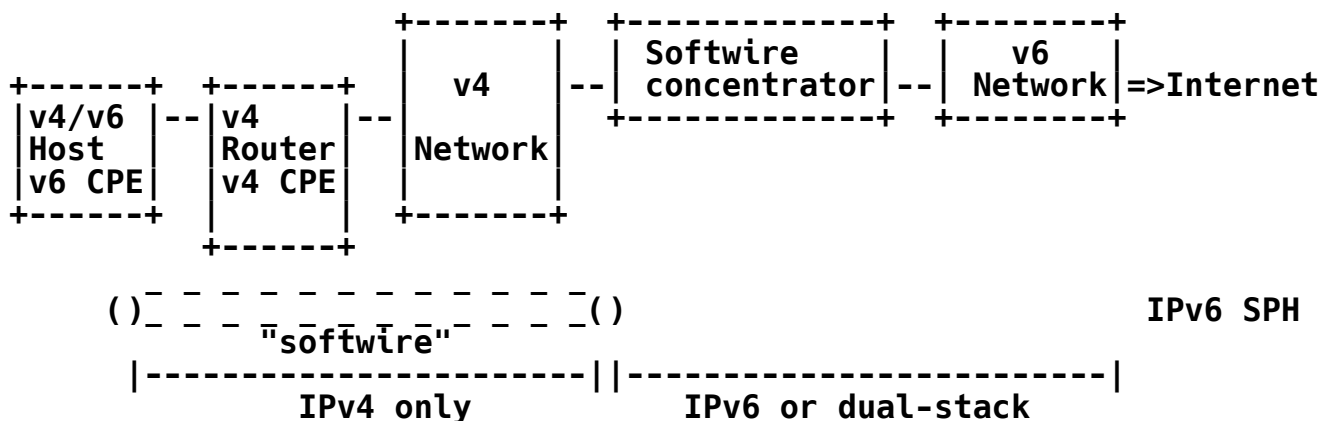 +-------+  +-------------+  +--------+
                    |       |  | Softwire    |  |   v6   |
+------+  +------+  |  v4   |--| concentrator|--| Network|=>Internet
|v4/v6 |--|v4    |--|       |  +-------------+  +--------+
|Host  |  |Router|  |Network|
|v6 CPE|  |v4 CPE|  |       |
+------+  |      |  +-------+
          +------+
       _ _ _ _ _ _ _ _ _ _ _ _
     ()_ _ _ _ _ _ _ _ _ _ _ _()                            IPv6 SPH
             "softwire"
      |-----------------------||-------------------------|
               IPv4 only           IPv6 or dual-stack